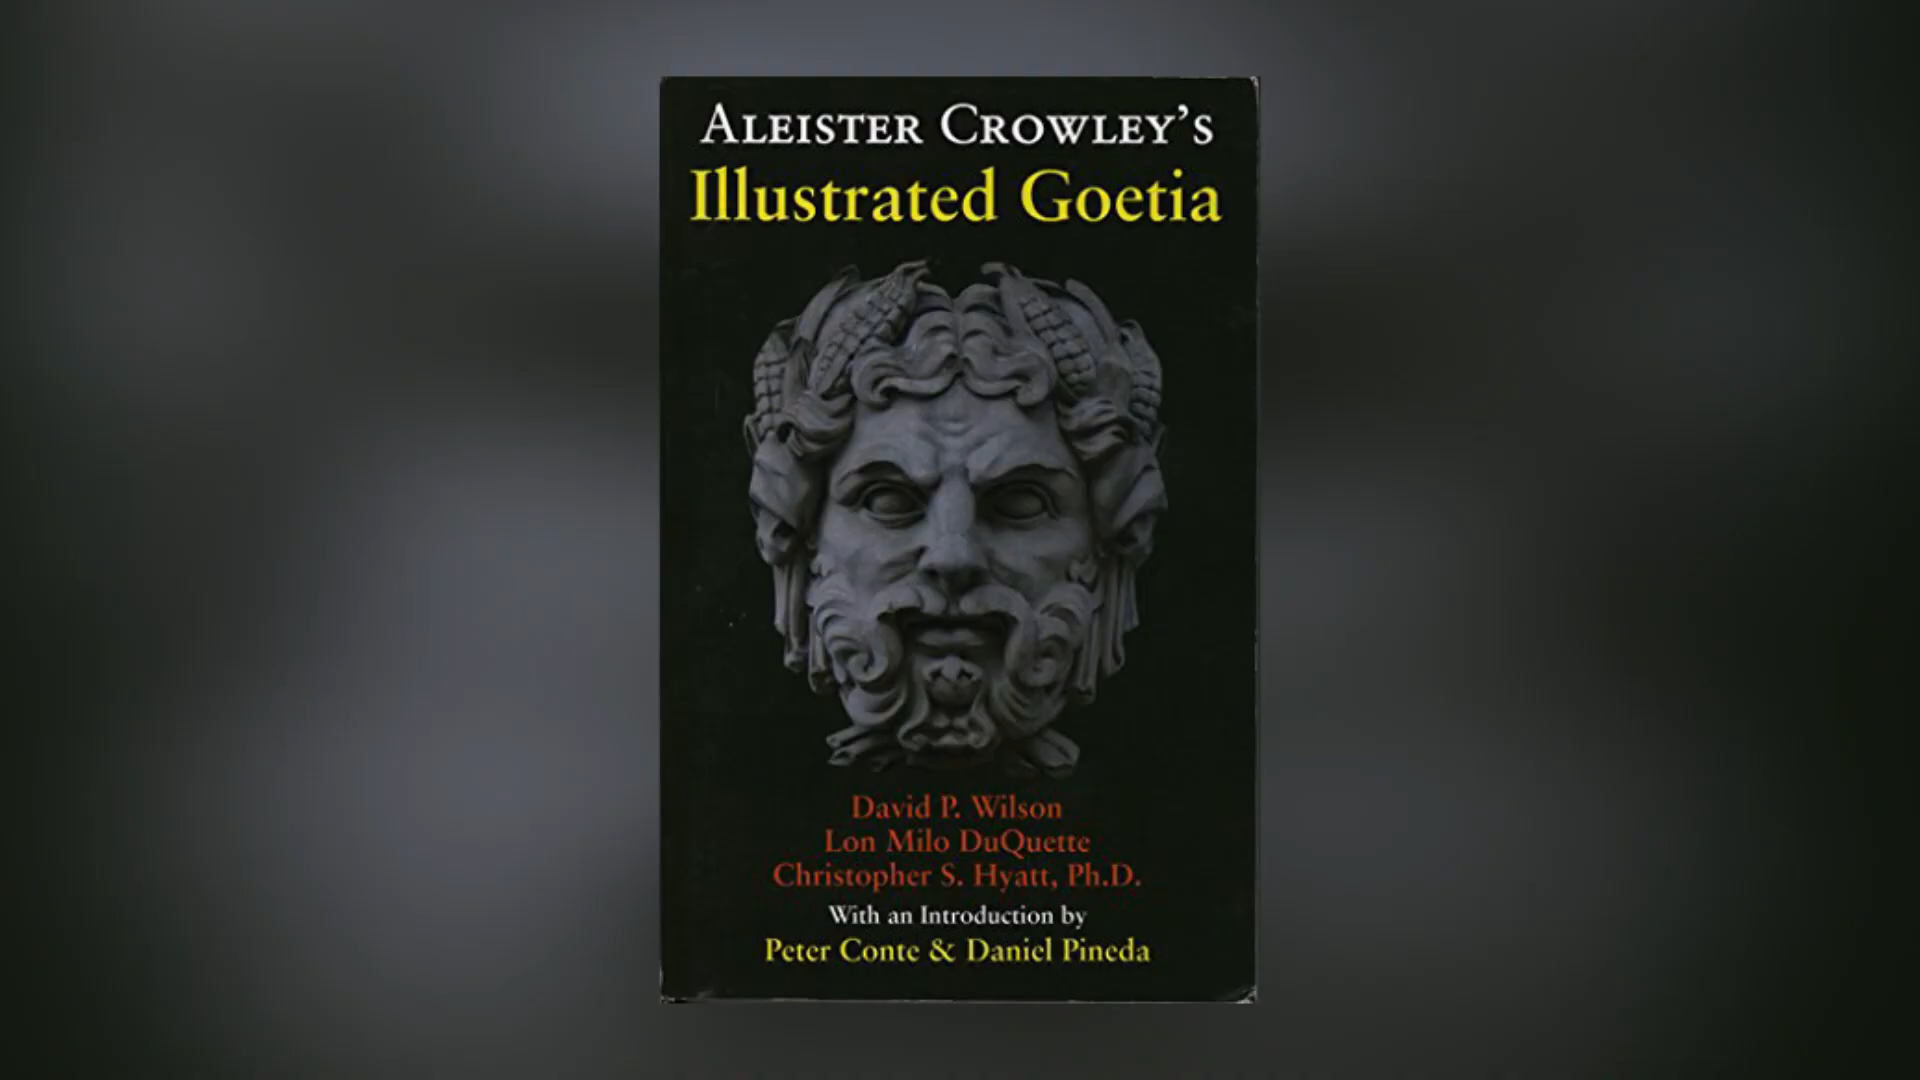 ALEISTER CROWLEY'S
Illustrated Goetia
David P. Wilson
Lon Milo DuQuette
Christopher S. Hyatt, Ph.D.
With an Introduction by
Peter Conte & Daniel Pineda